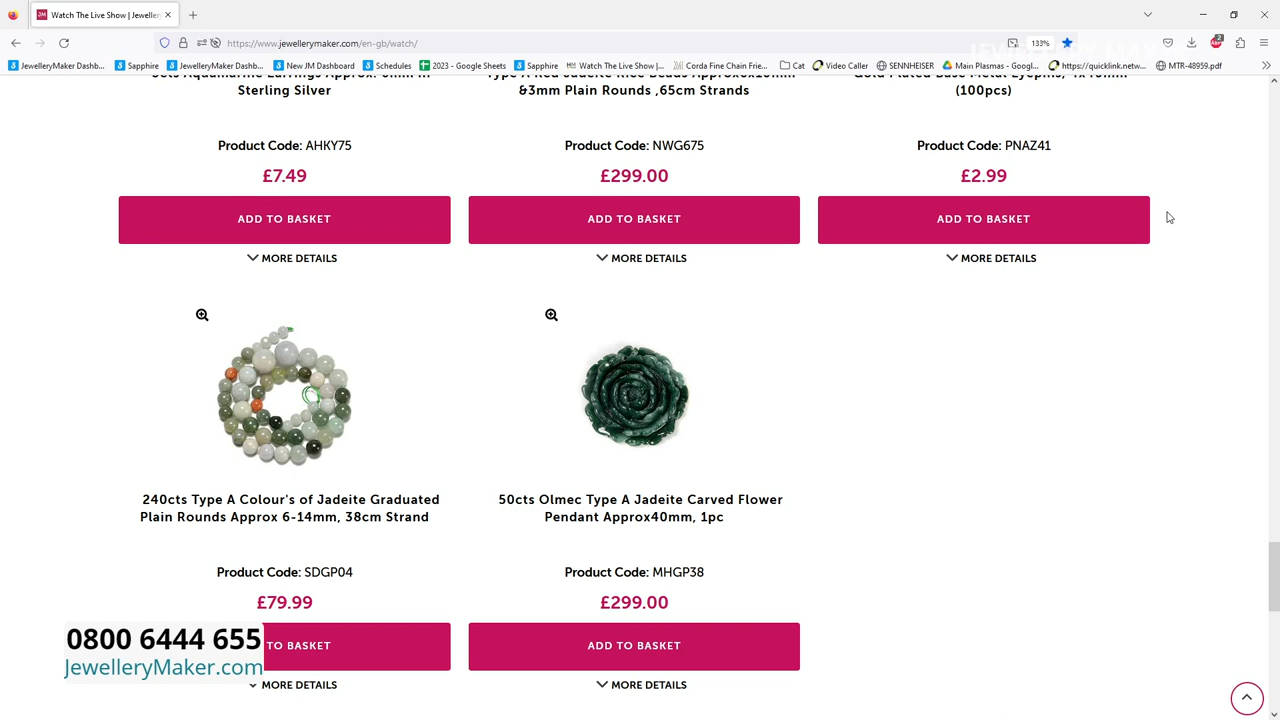 Watch The Live Show | Jeweller
https://www.jewellerymaker.com/en-gb/watch/
133%
2
JEWELLERY MAK
JewelleryMaker Dashb...
Sapphire
JewelleryMaker Dashb...
New JM Dashboard
Schedules
2023 - Google Sheets
Sapphire
Watch The Live Show |...
Corda Fine Chain Frie...
Cat
Video Caller
SENNHEISER
Main Plasmas - Googl...
https://quicklink.netw...
MTR-48959.pdf
Sterling Silver
&3mm Plain Rounds ,65cm Strands
(100pcs)
Product Code: AHKY75
Product Code: NWG675
Product Code: PNAZ41
£7.49
£299.00
£2.99
ADD TO BASKET
ADD TO BASKET
ADD TO BASKET
MORE DETAILS
MORE DETAILS
MORE DETAILS
240cts Type A Colour's of Jadeite Graduated
Plain Rounds Approx 6-14mm, 38cm Strand
50cts Olmec Type A Jadeite Carved Flower
Pendant Approx40mm, 1pc
Product Code: SDGP04
Product Code: MHGP38
£79.99
£299.00
TO BASKET
ADD TO BASKET
0800 6444 655
JewelleryMaker.com
MORE DETAILS
MORE DETAILS